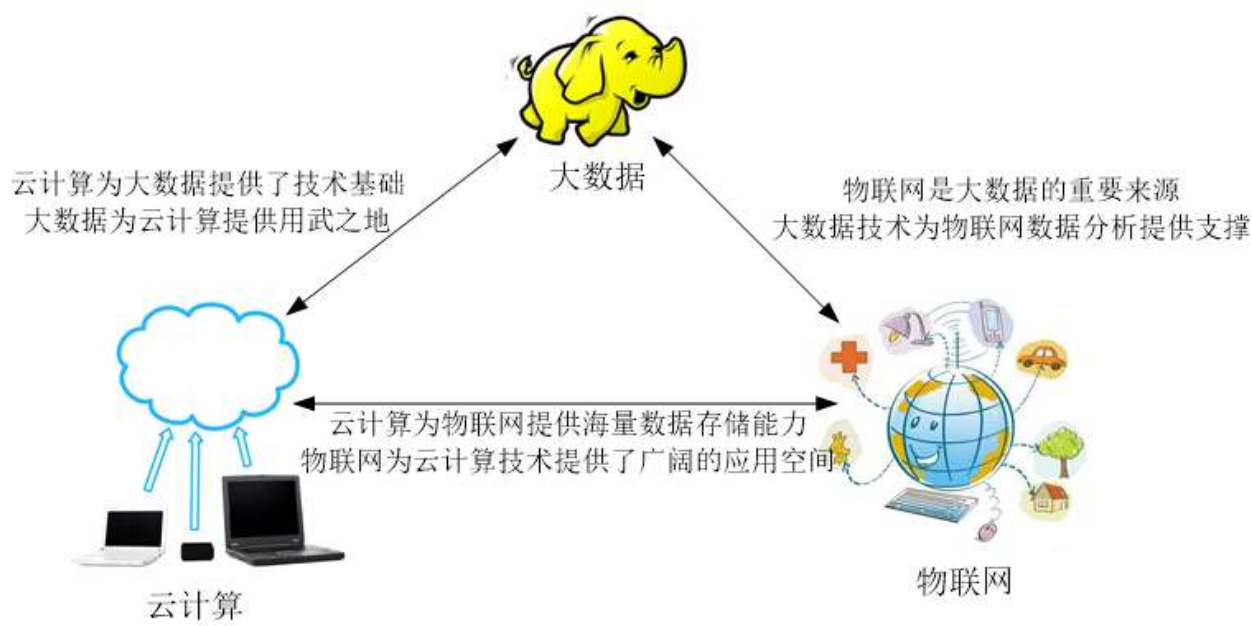 大数据
云计算为大数据提供了技术基础
大数据为云计算提供用武之地
物联网是大数据的重要来源
大数据技术为物联网数据分析提供支撑
云计算为物联网提供海量数据存储能力
物联网为云计算技术提供了广阔的应用空间
云计算
物联网